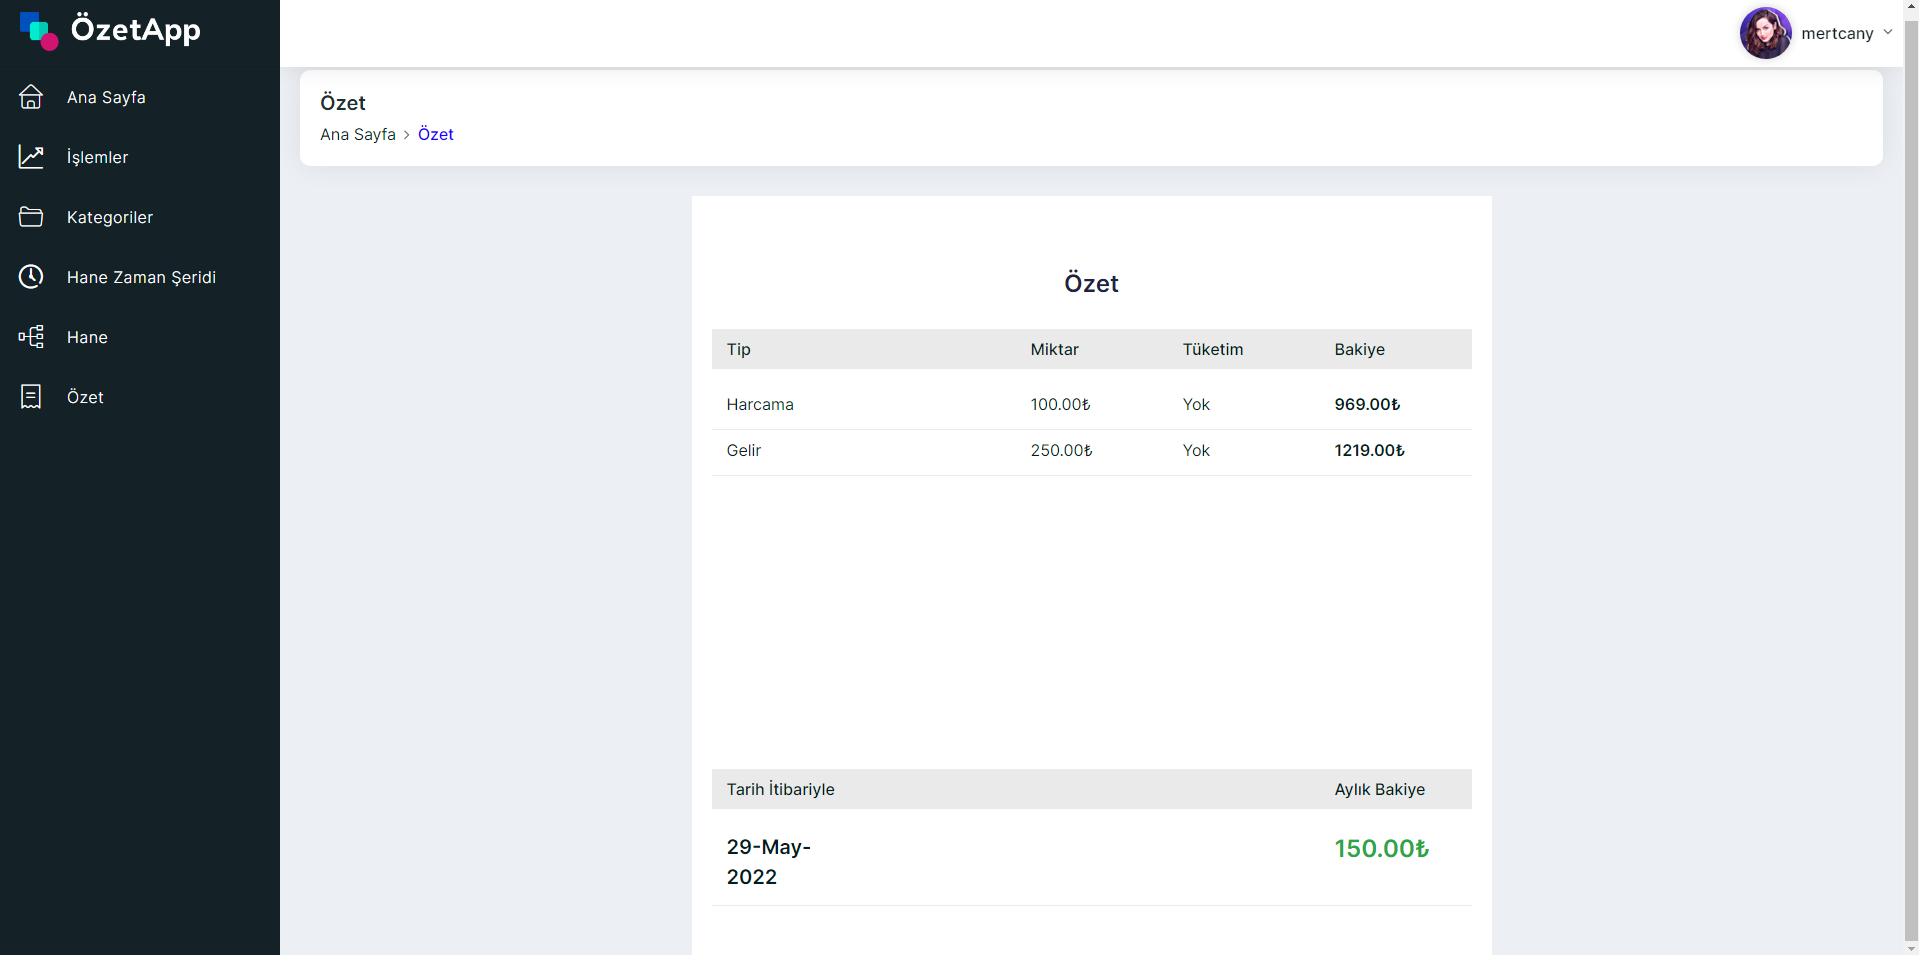 ÖzetApp
mertcany
Ana Sayfa
İşlemler
Kategoriler
Hane Zaman Şeridi
Hane
Özet
Özet
Ana Sayfa > Özet
Özet
Tip Miktar Tüketim Bakiye
Harcama 100.00₺ Yok 969.00₺
Gelir 250.00₺ Yok 1219.00₺
Tarih İtibariyle Aylık Bakiye
29-May- 150.00₺
2022